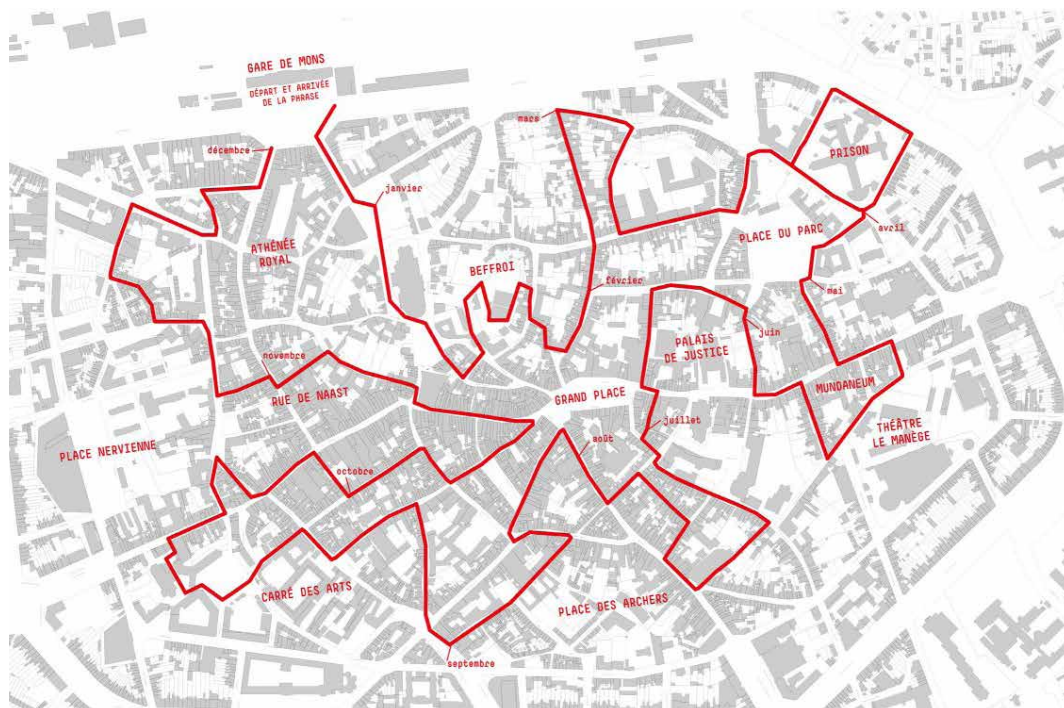 GARE DE MONS
DÉPART ET ARRIVÉE
DE LA PHRASE
mars
décembre
PRISON
janvier
avril
PLACE DU PARC
ATHÉNÉE
ROYAL
BEFFROI
février
mai
juin
PALAIS
DE JUSTICE
novembre
RUE DE NAAST
GRAND PLACE
MUNDANEUM
juillet
THÉÂTRE
LE MANÈGE
août
PLACE NERVIENNE
octobre
CARRÉ DES ARTS
PLACE DES ARCHERS
septembre